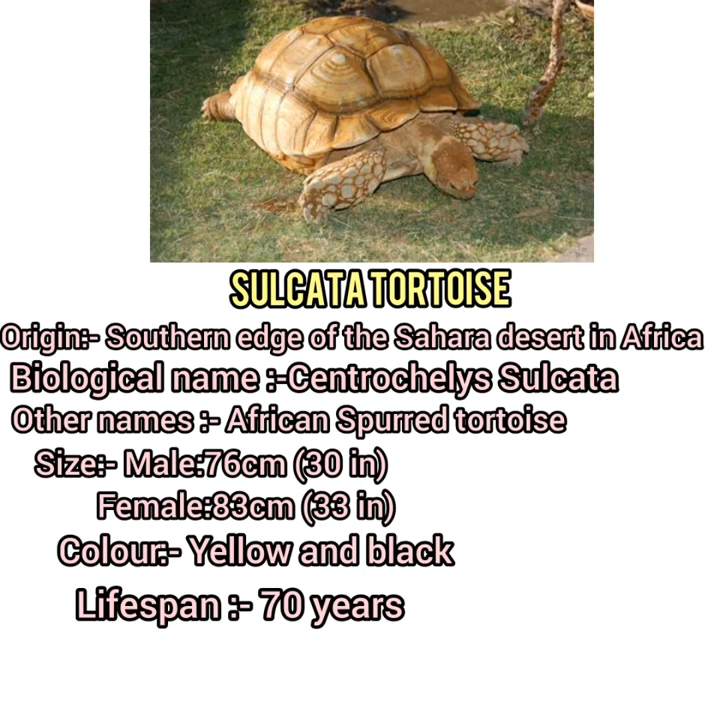 SULCATA TORTOISE
Origin:- Southern edge of the Sahara desert in Africa
Biological name :-Centrochelys Sulcata
Other names :- African Spurred tortoise
Size:- Male:76cm (30 in)
Female:83cm (33 in)
Colour:- Yellow and black
Lifespan :- 70 years